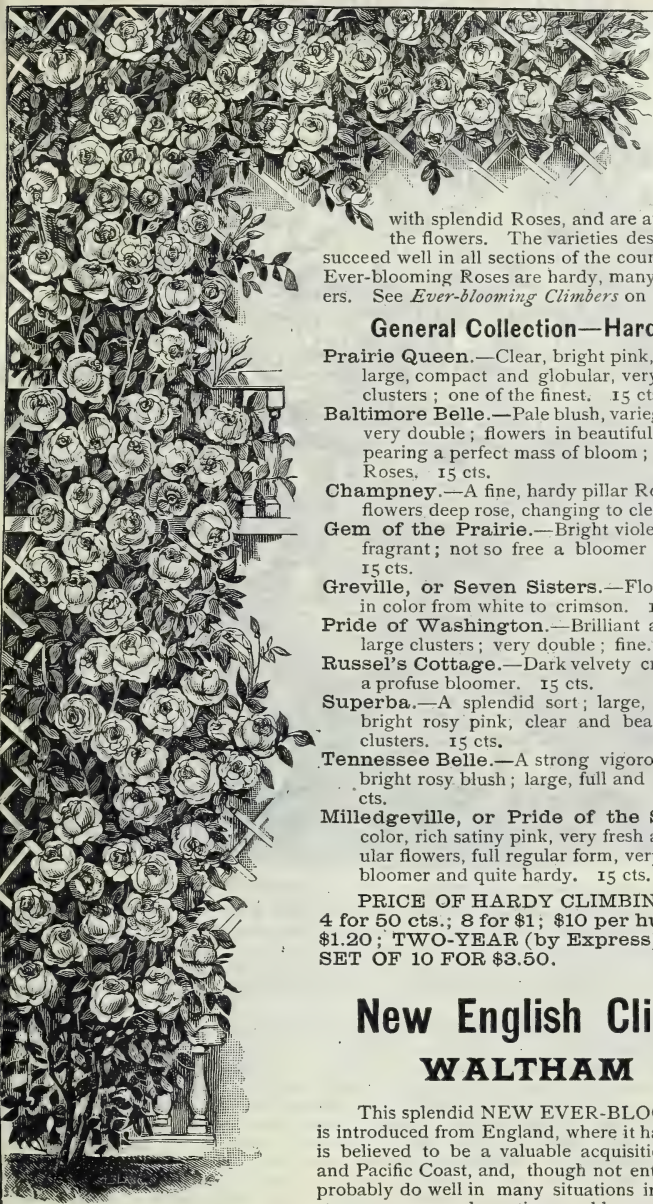 with splendid Roses, and are a
the flowers. The varieties des
succeed well in all sections of the cour
Ever-blooming Roses are hardy, many
ers. See Ever-blooming Climbers on
General Collection—Hard
Prairie Queen.—Clear, bright pink,
large, compact and globular, very
clusters ; one of the finest. 15 ct
Baltimore Belle.—Pale blush, varieg
very double ; flowers in beautiful
pearing a perfect mass of bloom ;
Roses. 15 cts.
Champney.—A fine, hardy pillar Ro
flowers deep rose, changing to cle
Gem of the Prairie.—Bright viole
fragrant ; not so free a bloomer
15 cts.
Greville, or Seven Sisters.—Flo
in color from white to crimson. 1
Pride of Washington.—Brilliant a
large clusters ; very double ; fine.
Russel's Cottage.—Dark velvety cr
a profuse bloomer. 15 cts.
Superba.—A splendid sort ; large,
bright rosy pink, clear and bea
clusters. 15 cts.
Tennessee Belle.—A strong vigoro
bright rosy blush ; large, full and
cts.
Milledgeville, or Pride of the S
color, rich satiny pink, very fresh a
ular flowers, full regular form, very
bloomer and quite hardy. 15 cts.
PRICE OF HARDY CLIMBIN
4 for 50 cts.; 8 for $1; $10 per hu
$1.20; TWO-YEAR (by Express
SET OF 10 FOR $3.50.
New English Cli
WALTHAM
This splendid NEW EVER-BLOO
is introduced from England, where it ha
is believed to be a valuable acquisitio
and Pacific Coast, and, though not ent
probably do well in many situations in